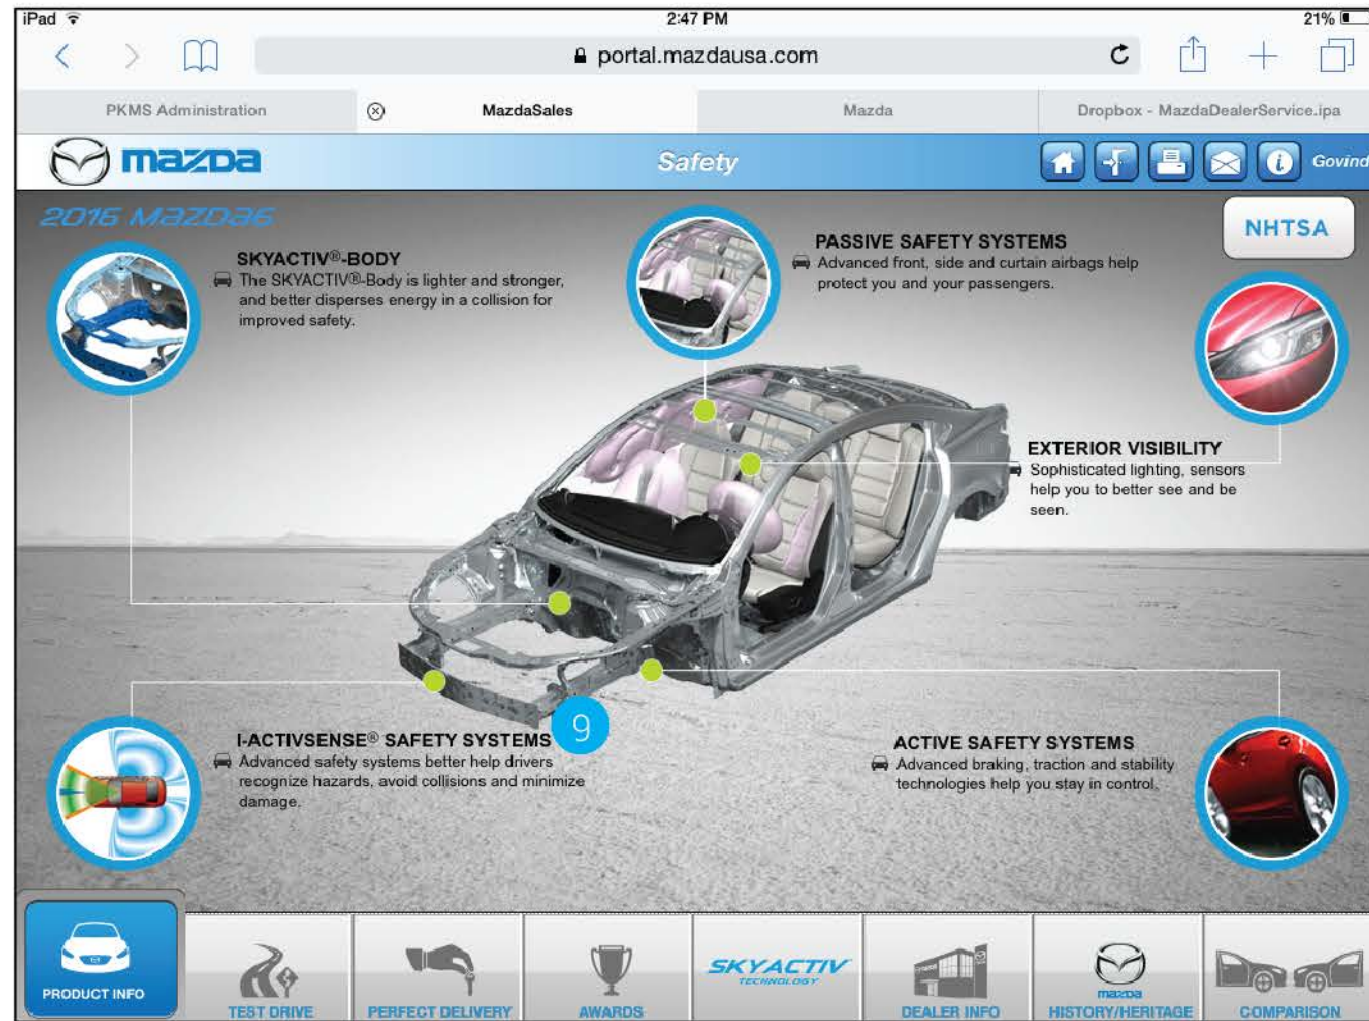 iPad 2:47 PM 21%
portal.mazdausa.com
PKMS Administration MazdaSales Mazda Dropbox - MazdaDealerService.ipa
mazda Safety Govind
2016 MAZDA6
NHTSA
SKYACTIV®-BODY
The SKYACTIV®-Body is lighter and stronger,
and better disperses energy in a collision for
improved safety.
PASSIVE SAFETY SYSTEMS
Advanced front, side and curtain airbags help
protect you and your passengers.
EXTERIOR VISIBILITY
Sophisticated lighting, sensors
help you to better see and be
seen.
9
I-ACTIVSENSE® SAFETY SYSTEMS
Advanced safety systems better help drivers
recognize hazards, avoid collisions and minimize
damage.
ACTIVE SAFETY SYSTEMS
Advanced braking, traction and stability
technologies help you stay in control.
PRODUCT INFO
TEST DRIVE
PERFECT DELIVERY
AWARDS
SKYACTIV
TECHNOLOGY
DEALER INFO
mazda
HISTORY/HERITAGE
COMPARISON